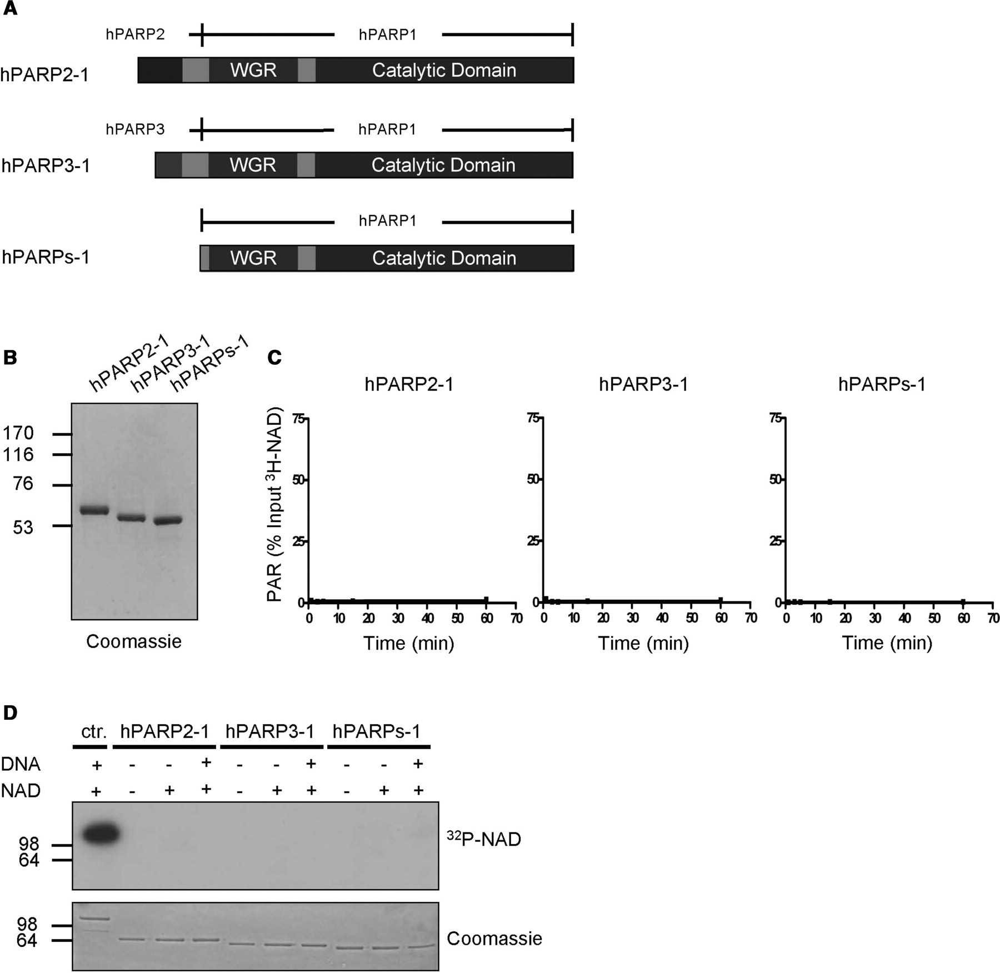 A
hPARP2 hPARP1
hPARP2-1 WGR Catalytic Domain
hPARP3 hPARP1
hPARP3-1 WGR Catalytic Domain
hPARP1
hPARPs-1 WGR Catalytic Domain
B
hPARP2-1
hPARP3-1
hPARPs-1
170
116
76
53
Coomassie
C
hPARP2-1 hPARP3-1 hPARPs-1
PAR (% Input ³H-NAD)
75 75 75
50 50 50
25 25 25
0 0 0
0 10 20 30 40 50 60 70 0 10 20 30 40 50 60 70 0 10 20 30 40 50 60 70
Time (min) Time (min) Time (min)
D
ctr. hPARP2-1 hPARP3-1 hPARPs-1
DNA + - - + - - + - - +
NAD + - + + - + + - + +
98
64
³²P-NAD
98
64
Coomassie